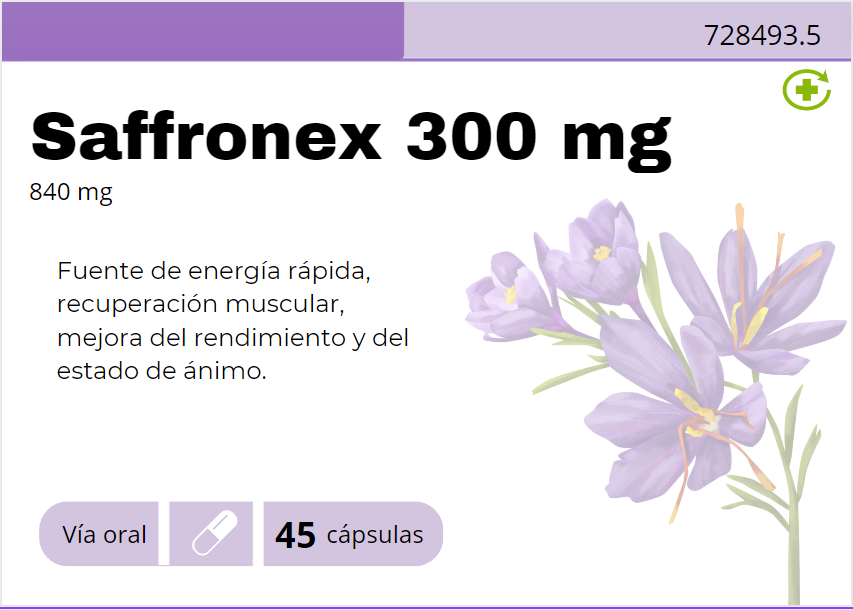 728493.5
Saffronex 300 mg
840 mg
Fuente de energía rápida,
recuperación muscular,
mejora del rendimiento y del
estado de ánimo.
Vía oral
45 cápsulas